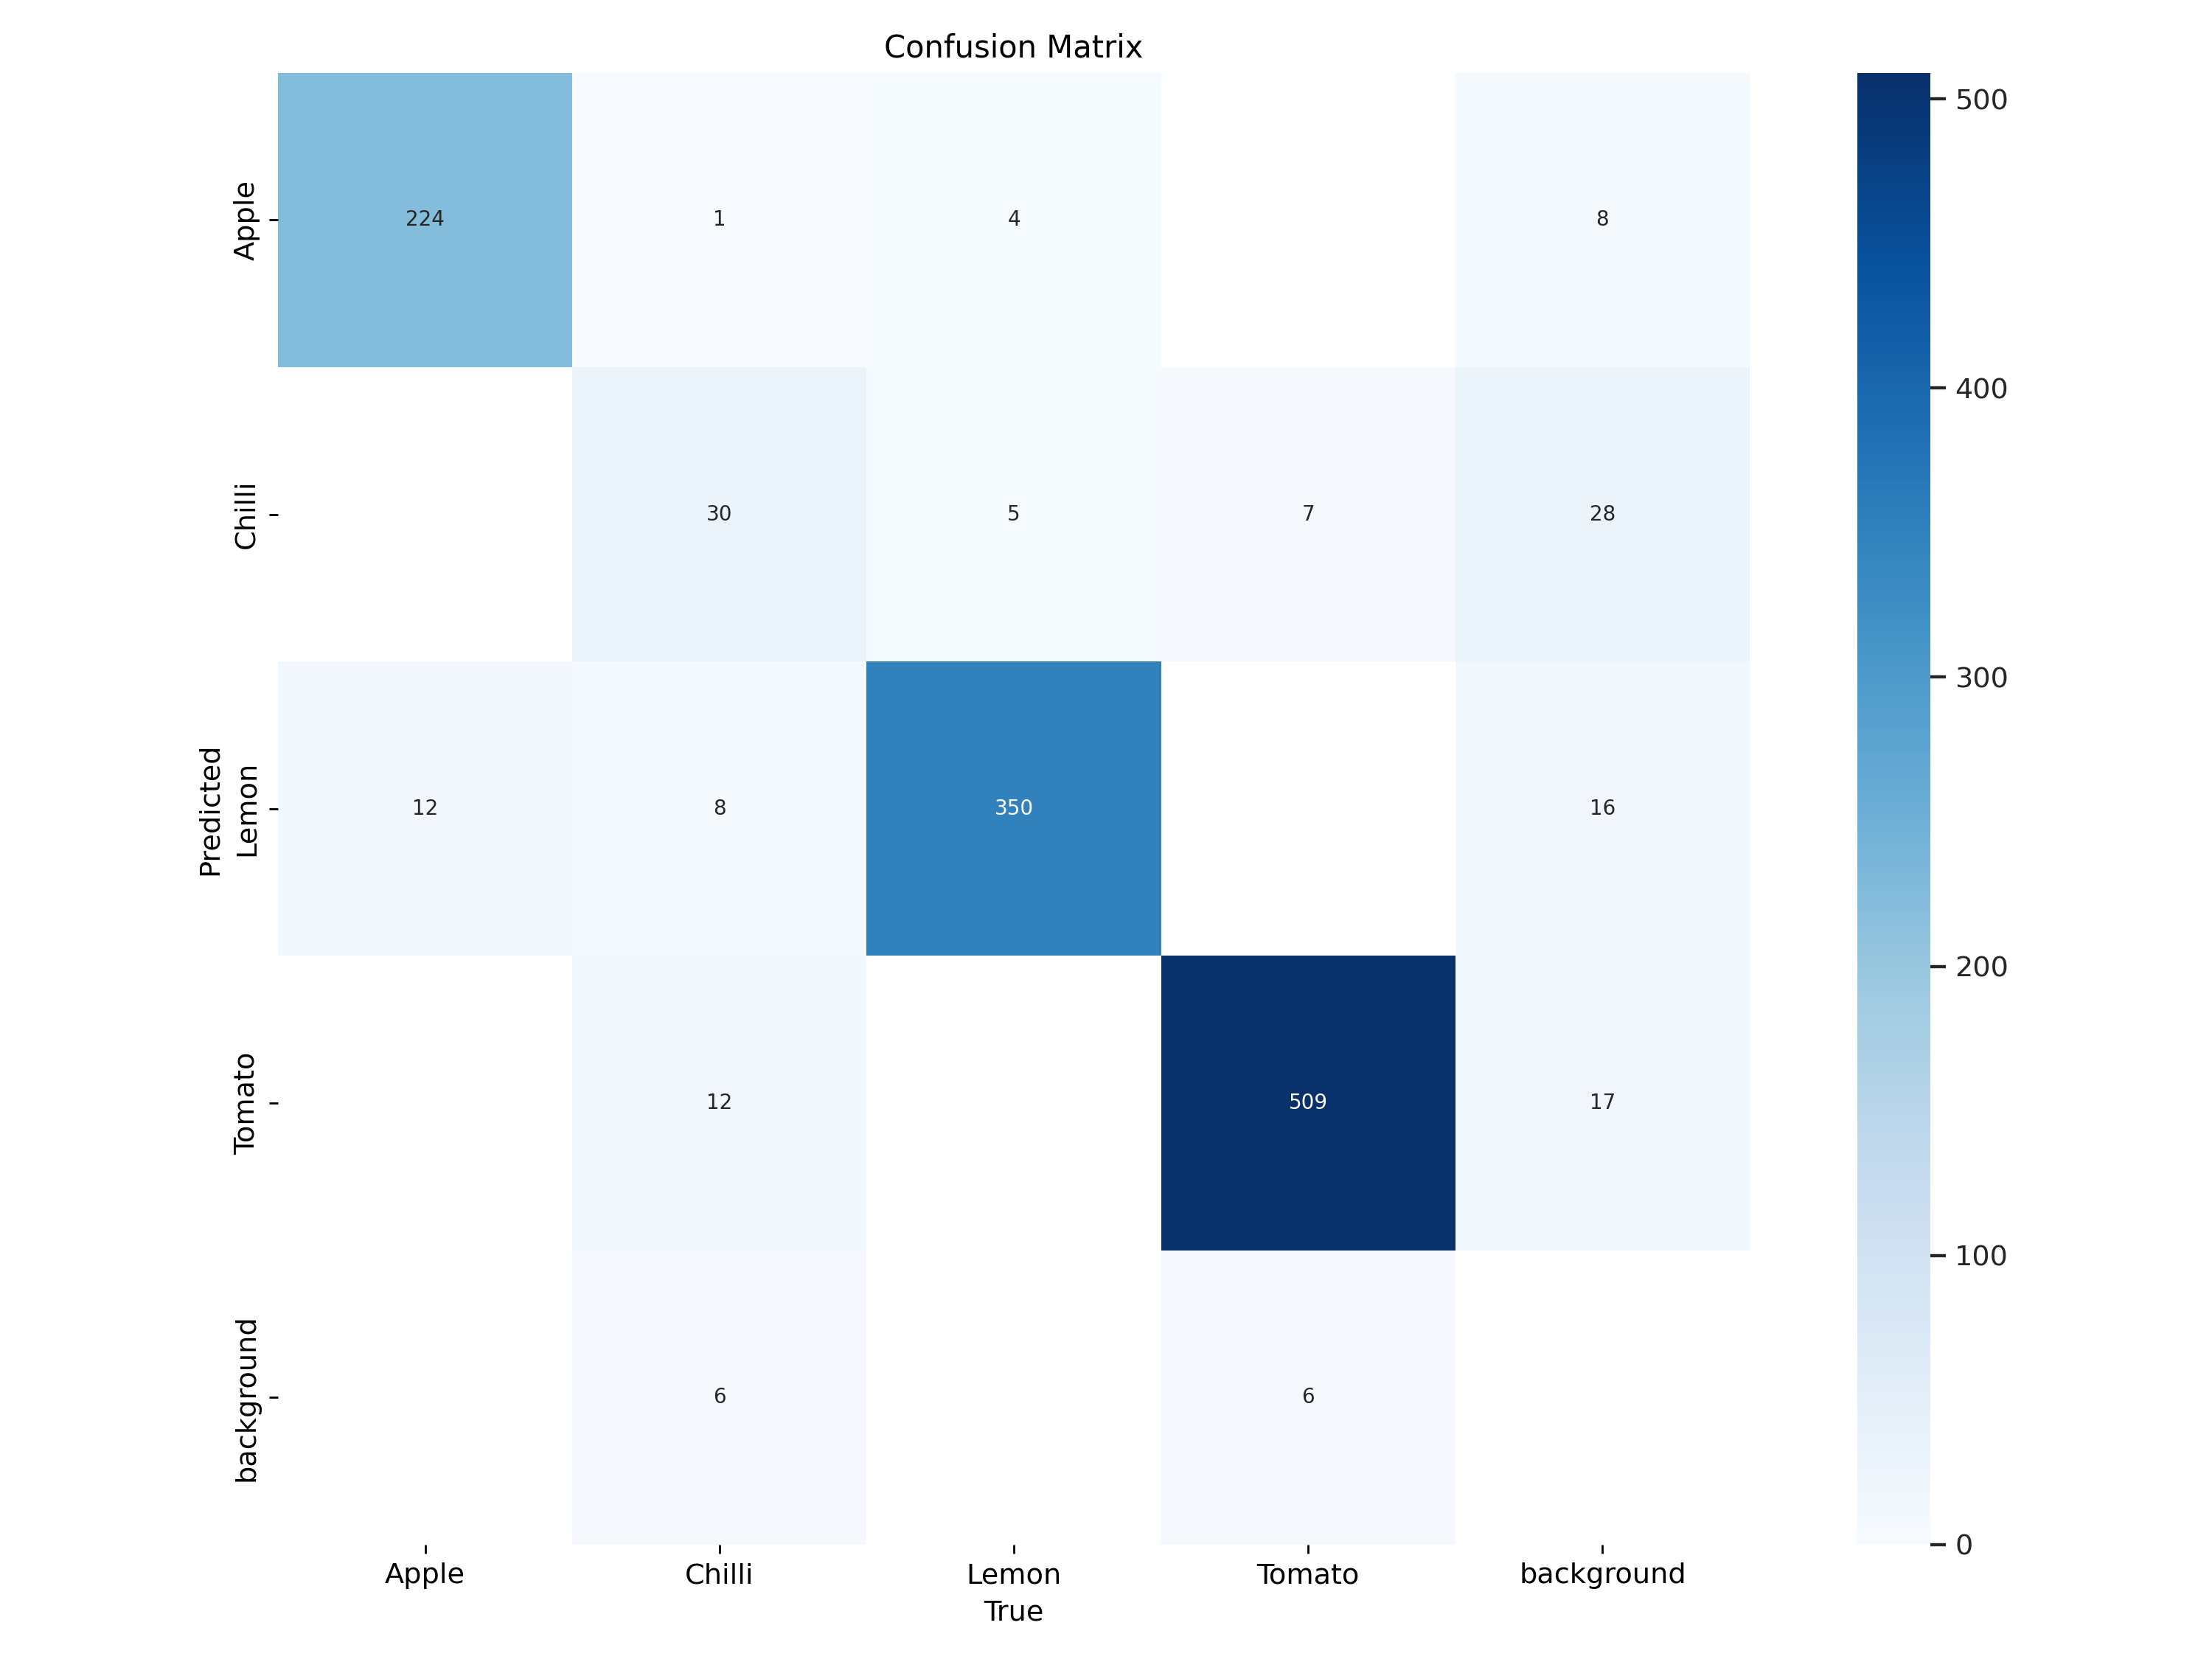 Confusion Matrix
Apple
224
1
4
8
500
Chilli
30
5
7
28
400
Predicted
Lemon
12
8
350
16
300
Tomato
12
509
17
200
background
6
6
100
0
Apple Chilli Lemon Tomato background
True